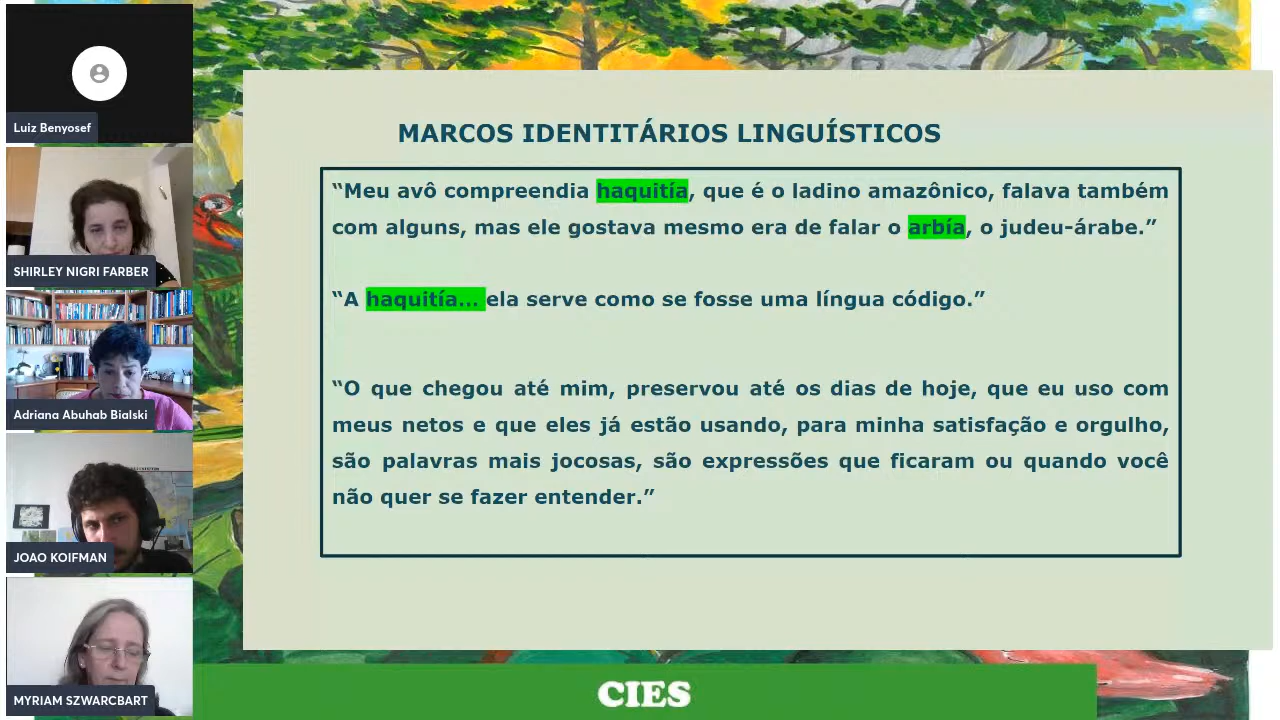 Luiz Benyosef
SHIRLEY NIGRI FARBER
Adriana Abuhab Bialski
JOAO KOIFMAN
MYRIAM SZWARCBART
MARCOS IDENTITÁRIOS LINGUÍSTICOS
“Meu avô compreendia haquitía, que é o ladino amazônico, falava também
com alguns, mas ele gostava mesmo era de falar o arbía, o judeu-árabe.”
“A haquitía... ela serve como se fosse uma língua código.”
“O que chegou até mim, preservou até os dias de hoje, que eu uso com
meus netos e que eles já estão usando, para minha satisfação e orgulho,
são palavras mais jocosas, são expressões que ficaram ou quando você
não quer se fazer entender.”
CIES